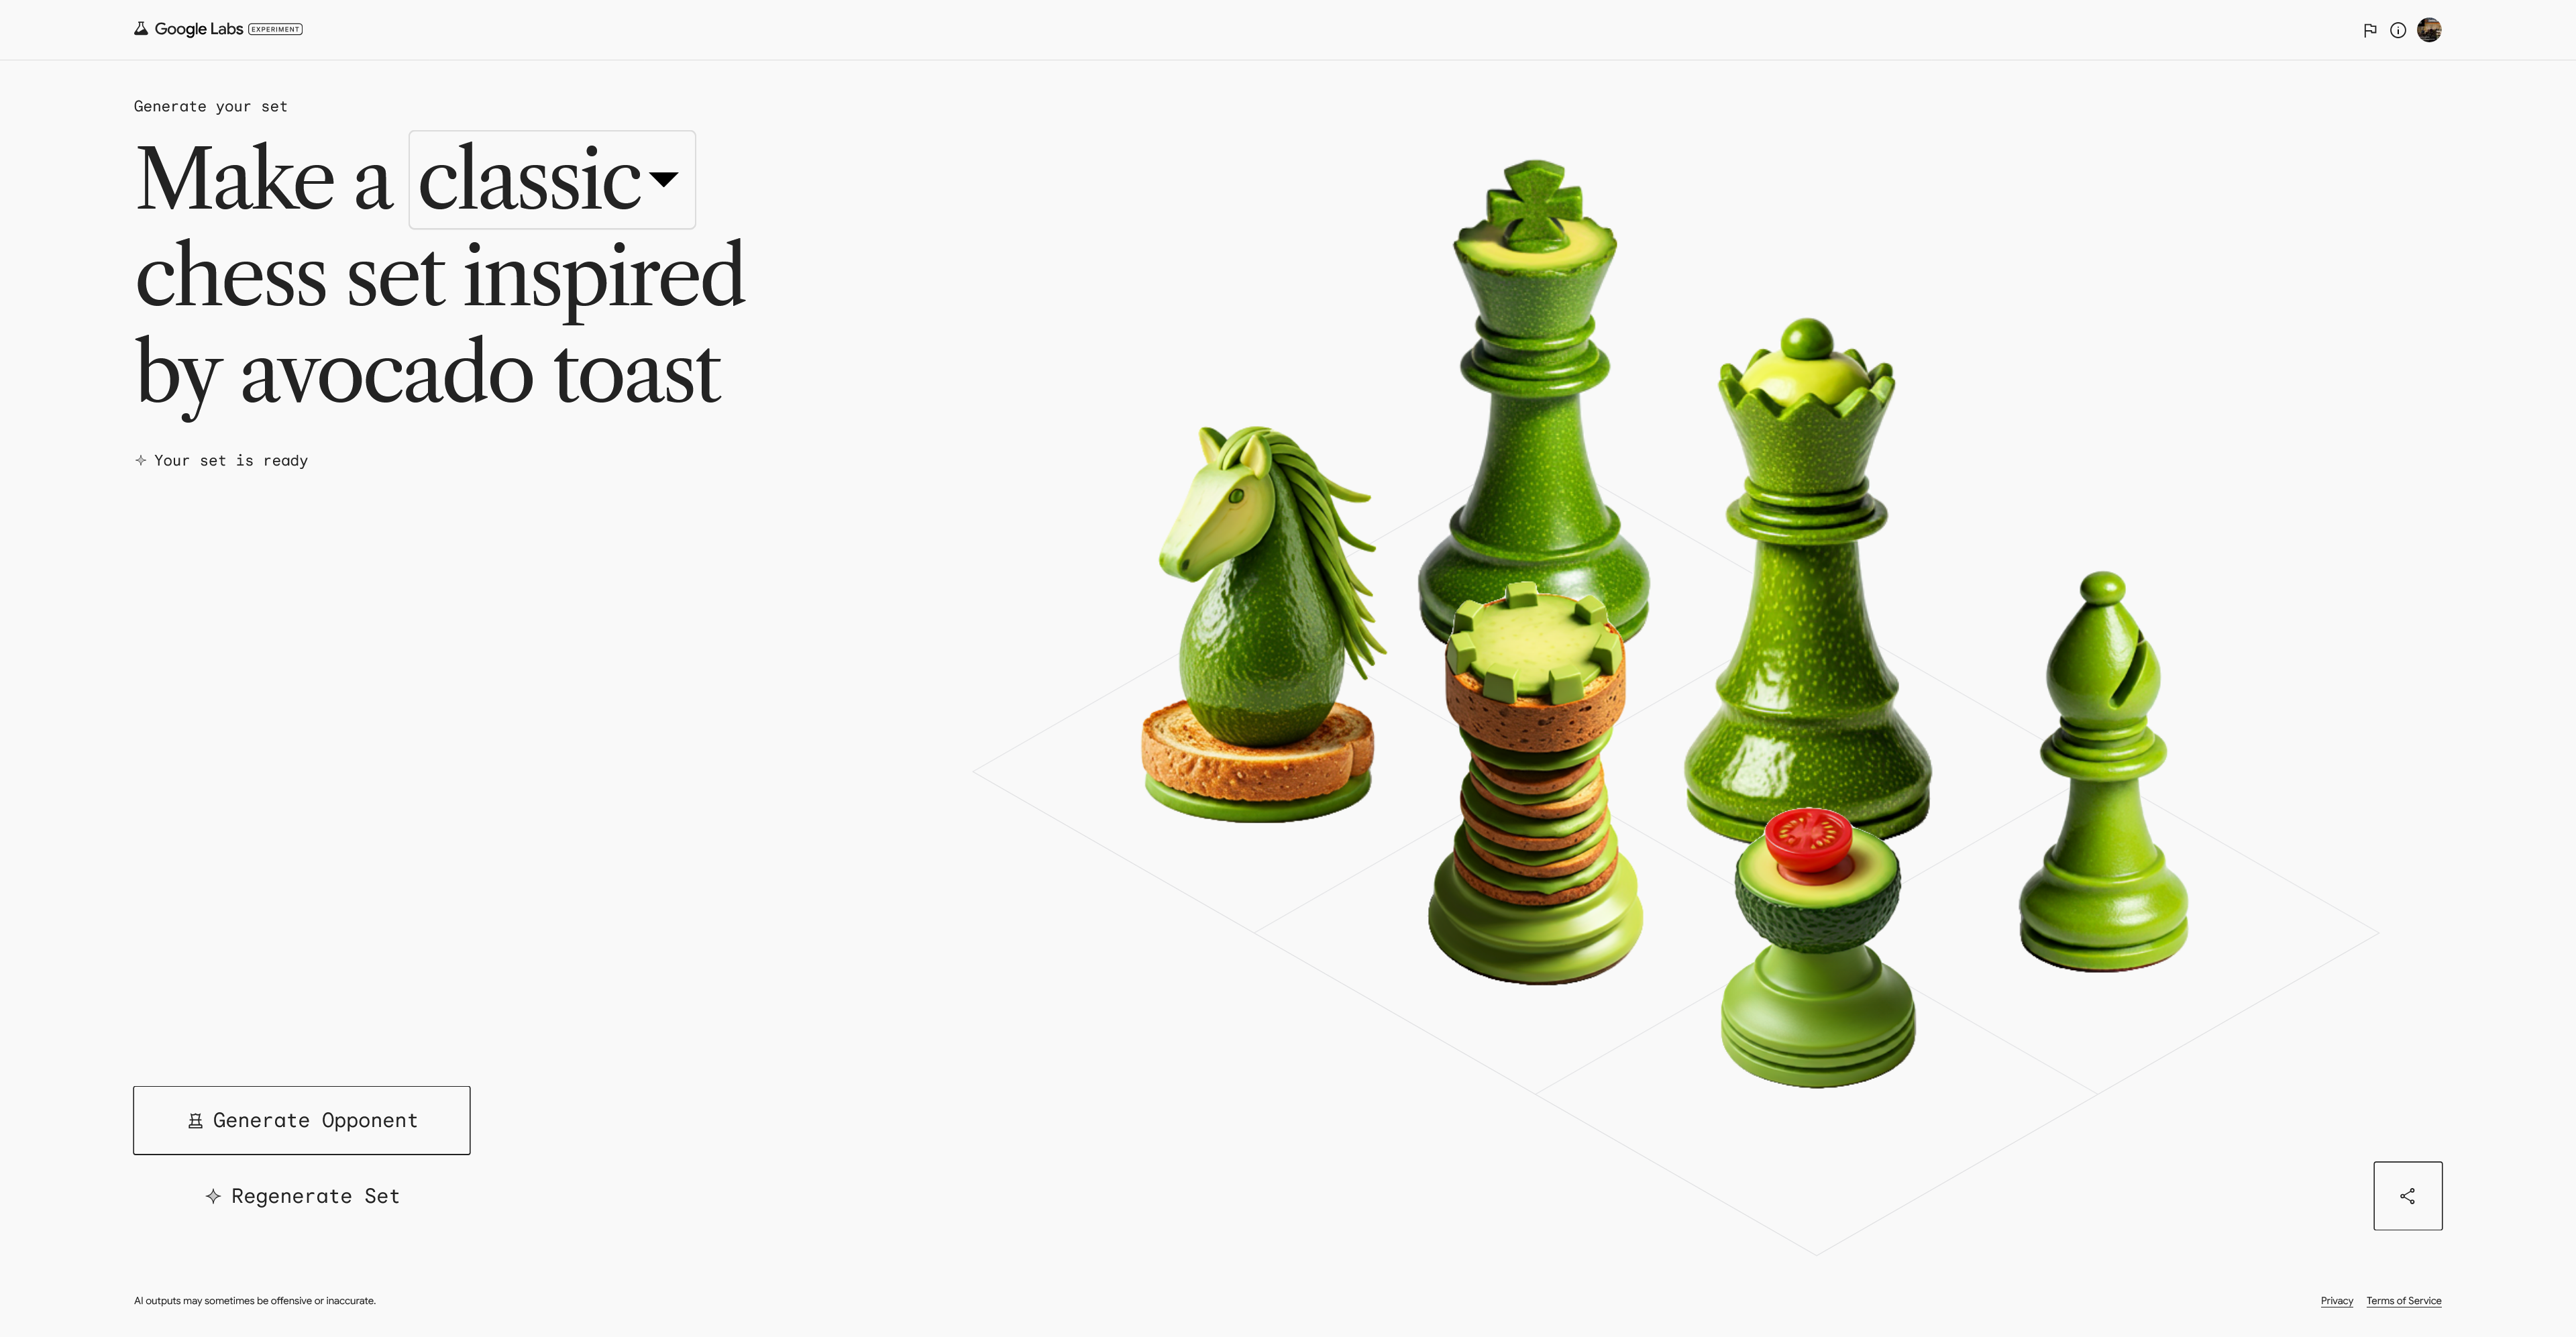 Google Labs EXPERIMENT
Generate your set
Make a classic
chess set inspired
by avocado toast
Your set is ready
Generate Opponent
Regenerate Set
AI outputs may sometimes be offensive or inaccurate.
Privacy Terms of Service